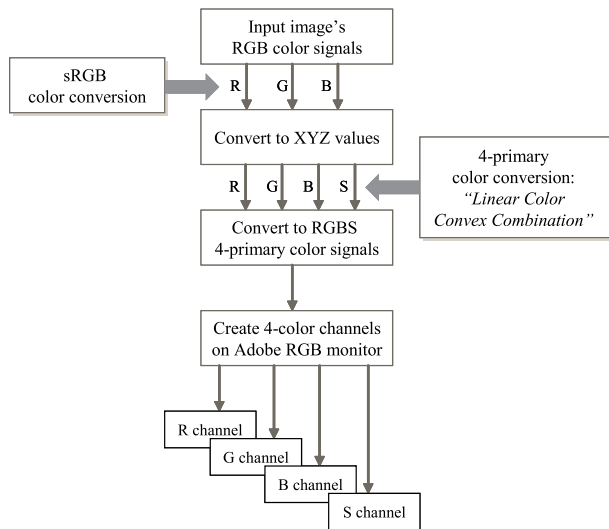 Input image's
RGB color signals
sRGB
color conversion
R G B
Convert to XYZ values
4-primary
color conversion:
“Linear Color
Convex Combination”
R G B S
Convert to RGBS
4-primary color signals
Create 4-color channels
on Adobe RGB monitor
R channel
G channel
B channel
S channel